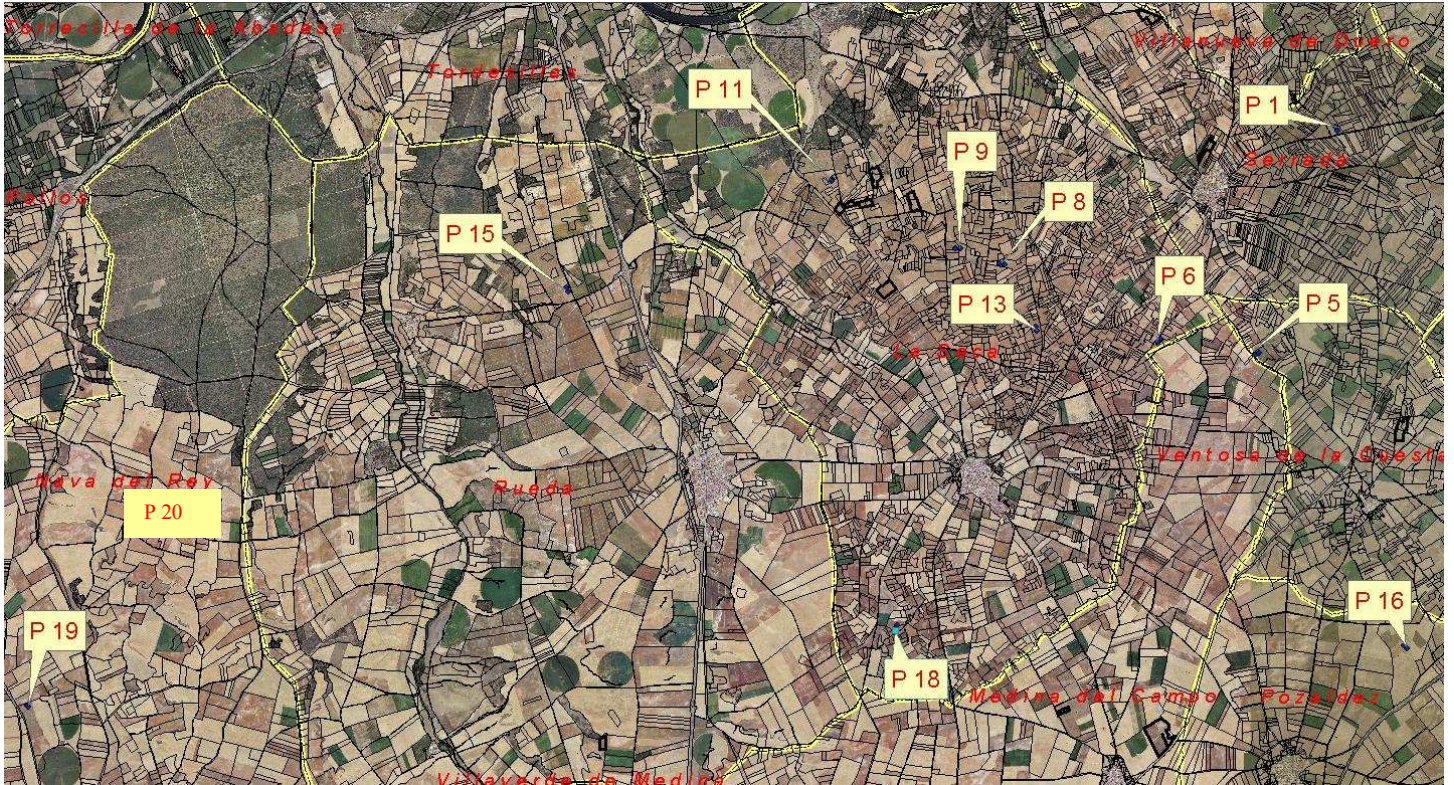 Torrecilla de la Abadesa
Villanueva de Duero
Tordesillas
P 11
P 1
P 9
Serrada
Pollos
P 8
P 15
P 6
P 13
P 5
La Seca
Ventosa de la Cuesta
Nava del Rey
Rueda
P 20
P 16
P 19
P 18
Medina del Campo
Pozaldez
Villaverde de Medina